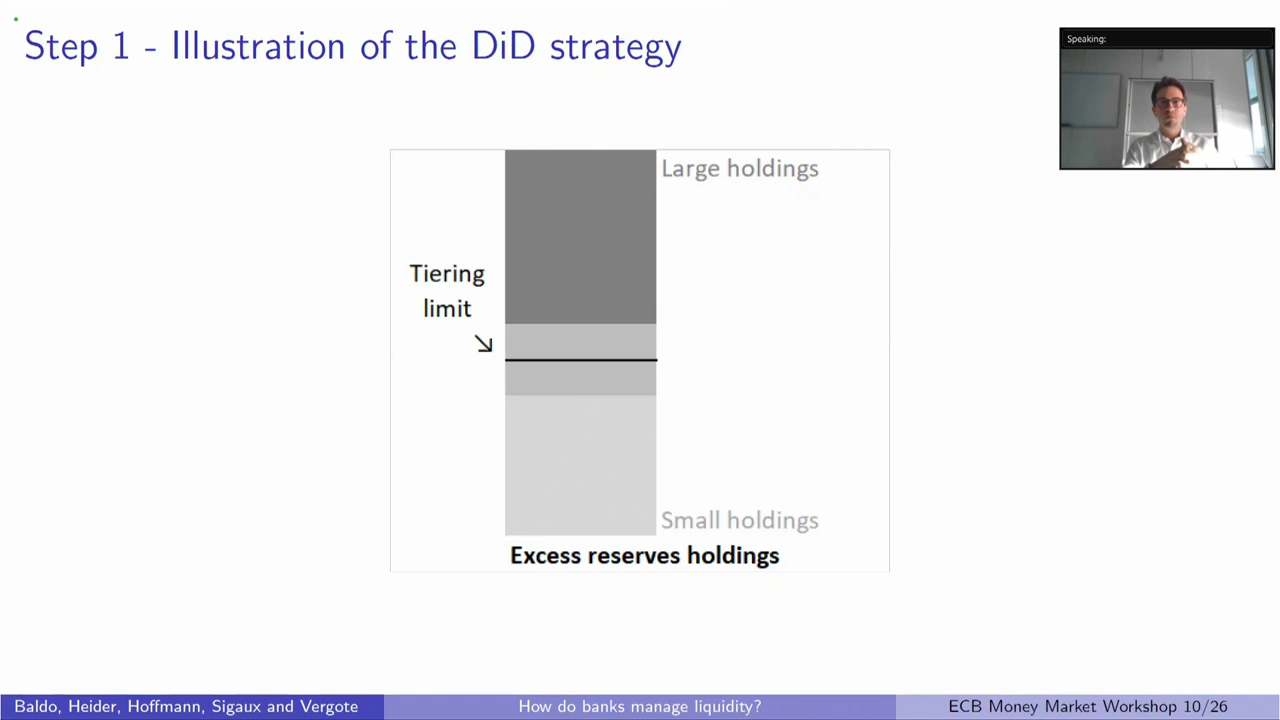 Step 1 - Illustration of the DiD strategy
Speaking:
Large holdings
Tiering
limit
↘
Small holdings
Excess reserves holdings
Baldo, Heider, Hoffmann, Sigaux and Vergote
How do banks manage liquidity?
ECB Money Market Workshop 10/26